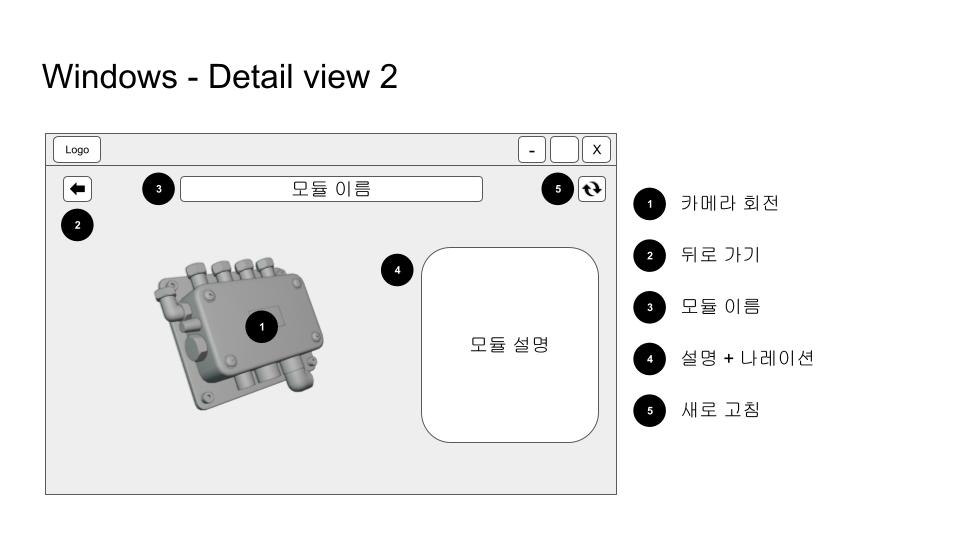 Windows - Detail view 2
Logo
-
X
3
모듈 이름
5
2
4
1
모듈 설명
1 카메라 회전
2 뒤로 가기
3 모듈 이름
4 설명 + 나레이션
5 새로 고침